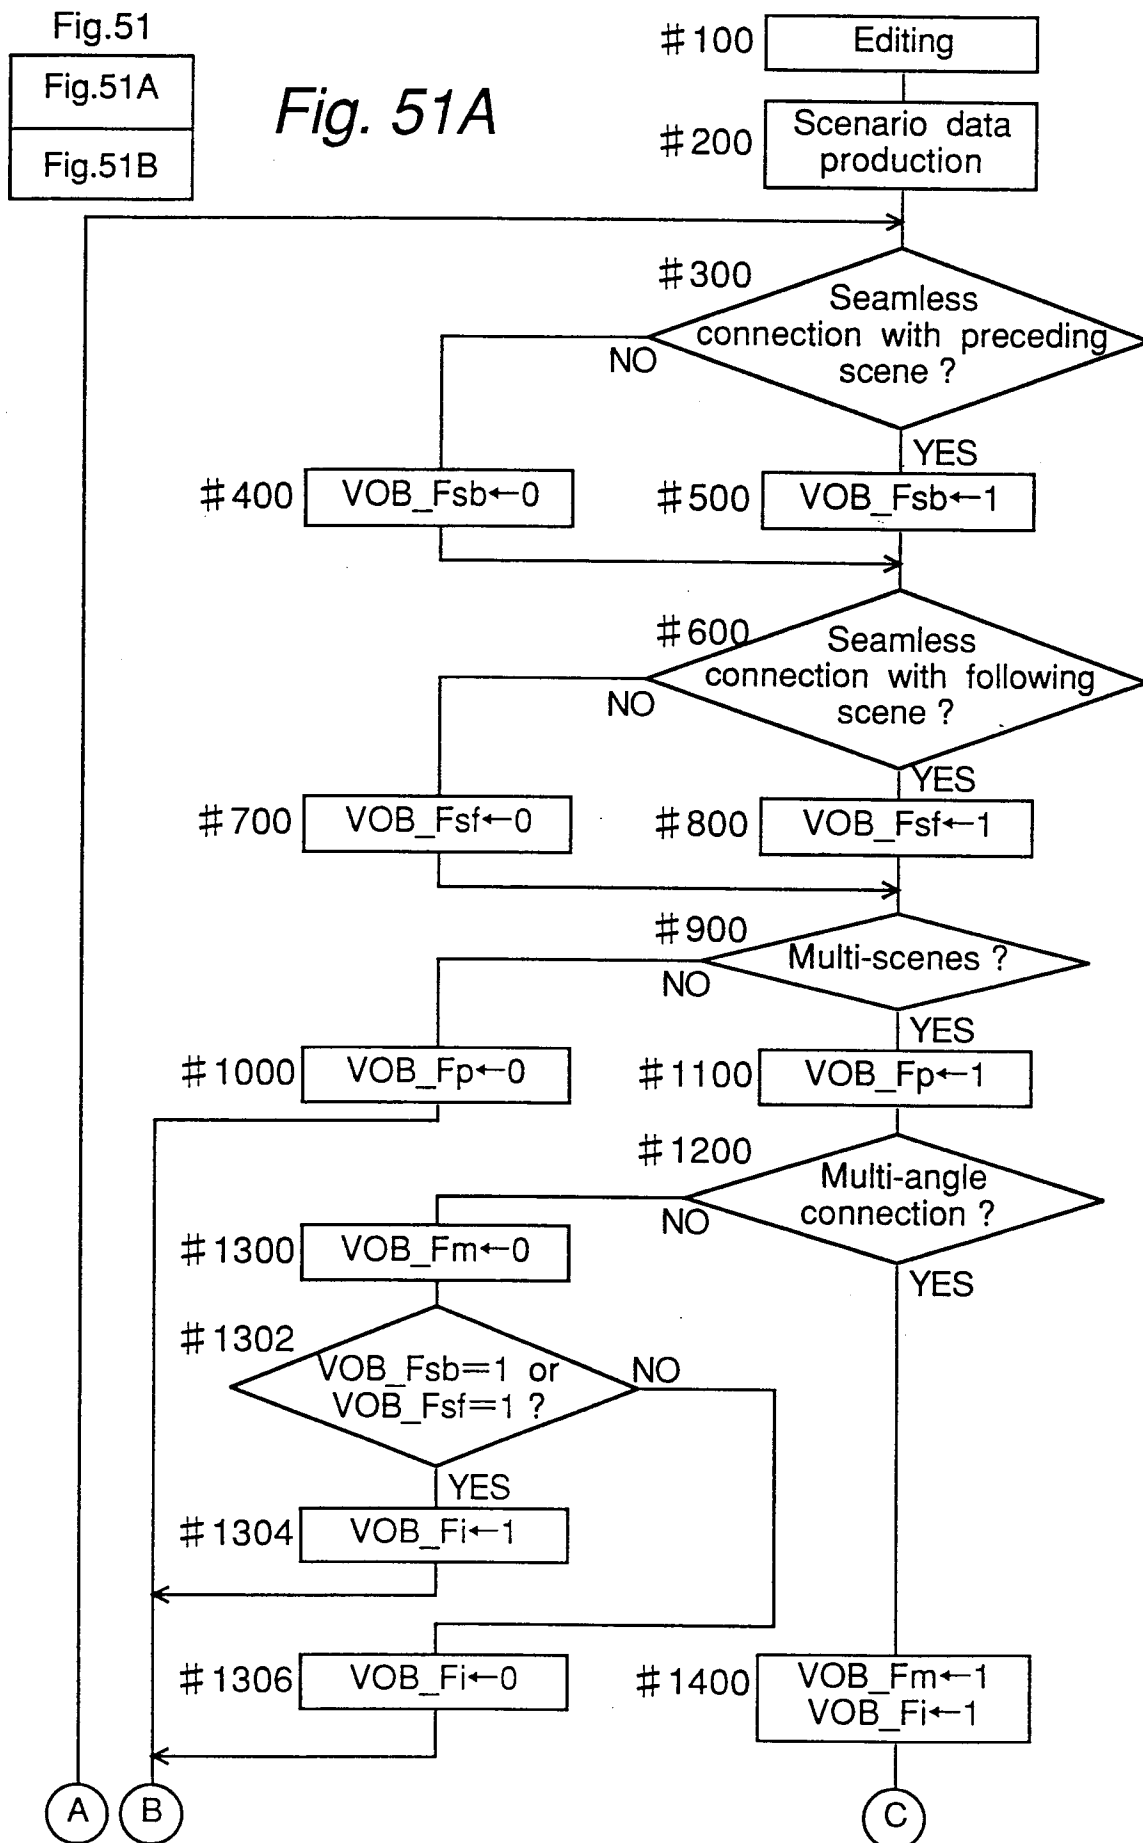 Fig.51
Fig.51A
Fig.51B
Fig. 51A
#100
Editing
#200
Scenario data
production
#300
Seamless
connection with preceding
scene ?
NO
YES
#400
VOB_Fsb←0
#500
VOB_Fsb←1
#600
Seamless
connection with following
scene ?
NO
YES
#700
VOB_Fsf←0
#800
VOB_Fsf←1
#900
Multi-scenes ?
NO
YES
#1000
VOB_Fp←0
#1100
VOB_Fp←1
#1200
Multi-angle
connection ?
NO
YES
#1300
VOB_Fm←0
#1302
VOB_Fsb=1 or
VOB_Fsf=1 ?
NO
YES
#1304
VOB_Fi←1
#1306
VOB_Fi←0
#1400
VOB_Fm←1
VOB_Fi←1
A
B
C